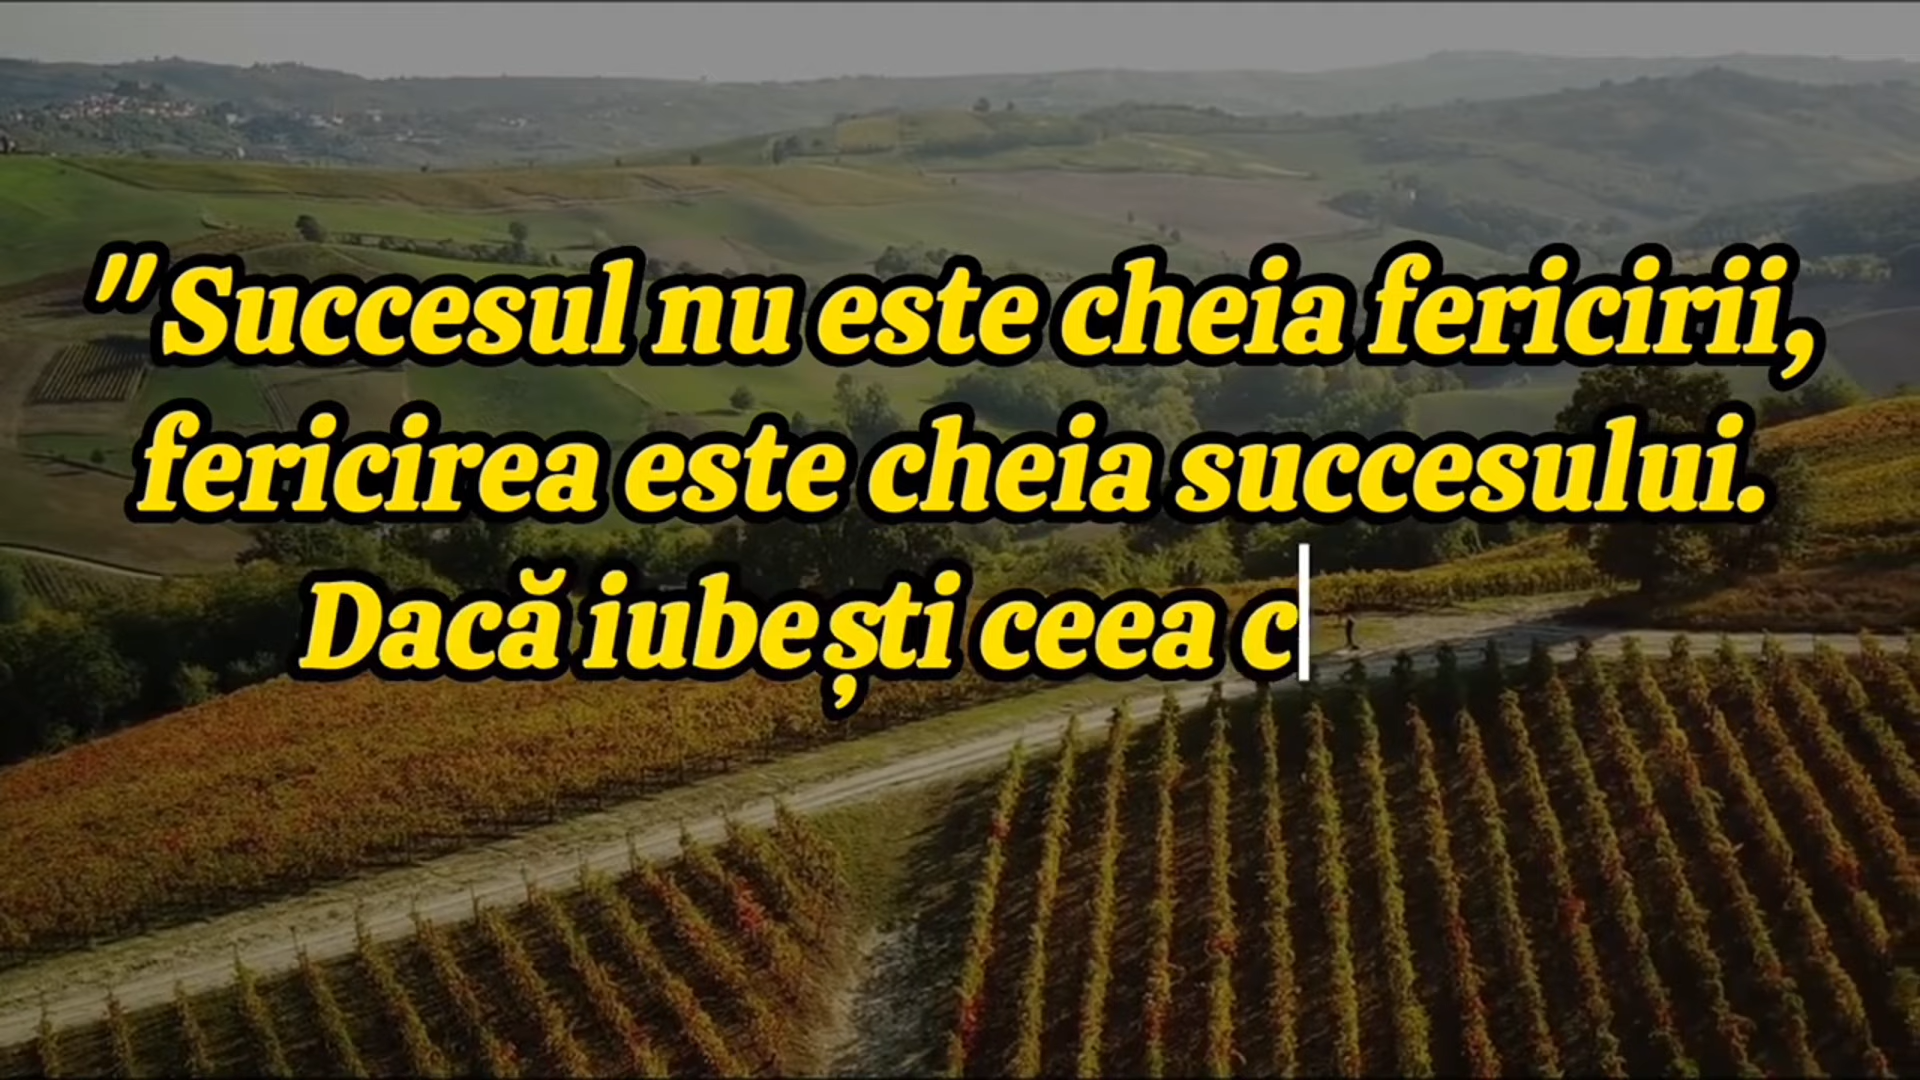 "Succesul nu este cheia fericirii,
fericirea este cheia succesului.
Dacă iubești ceea c